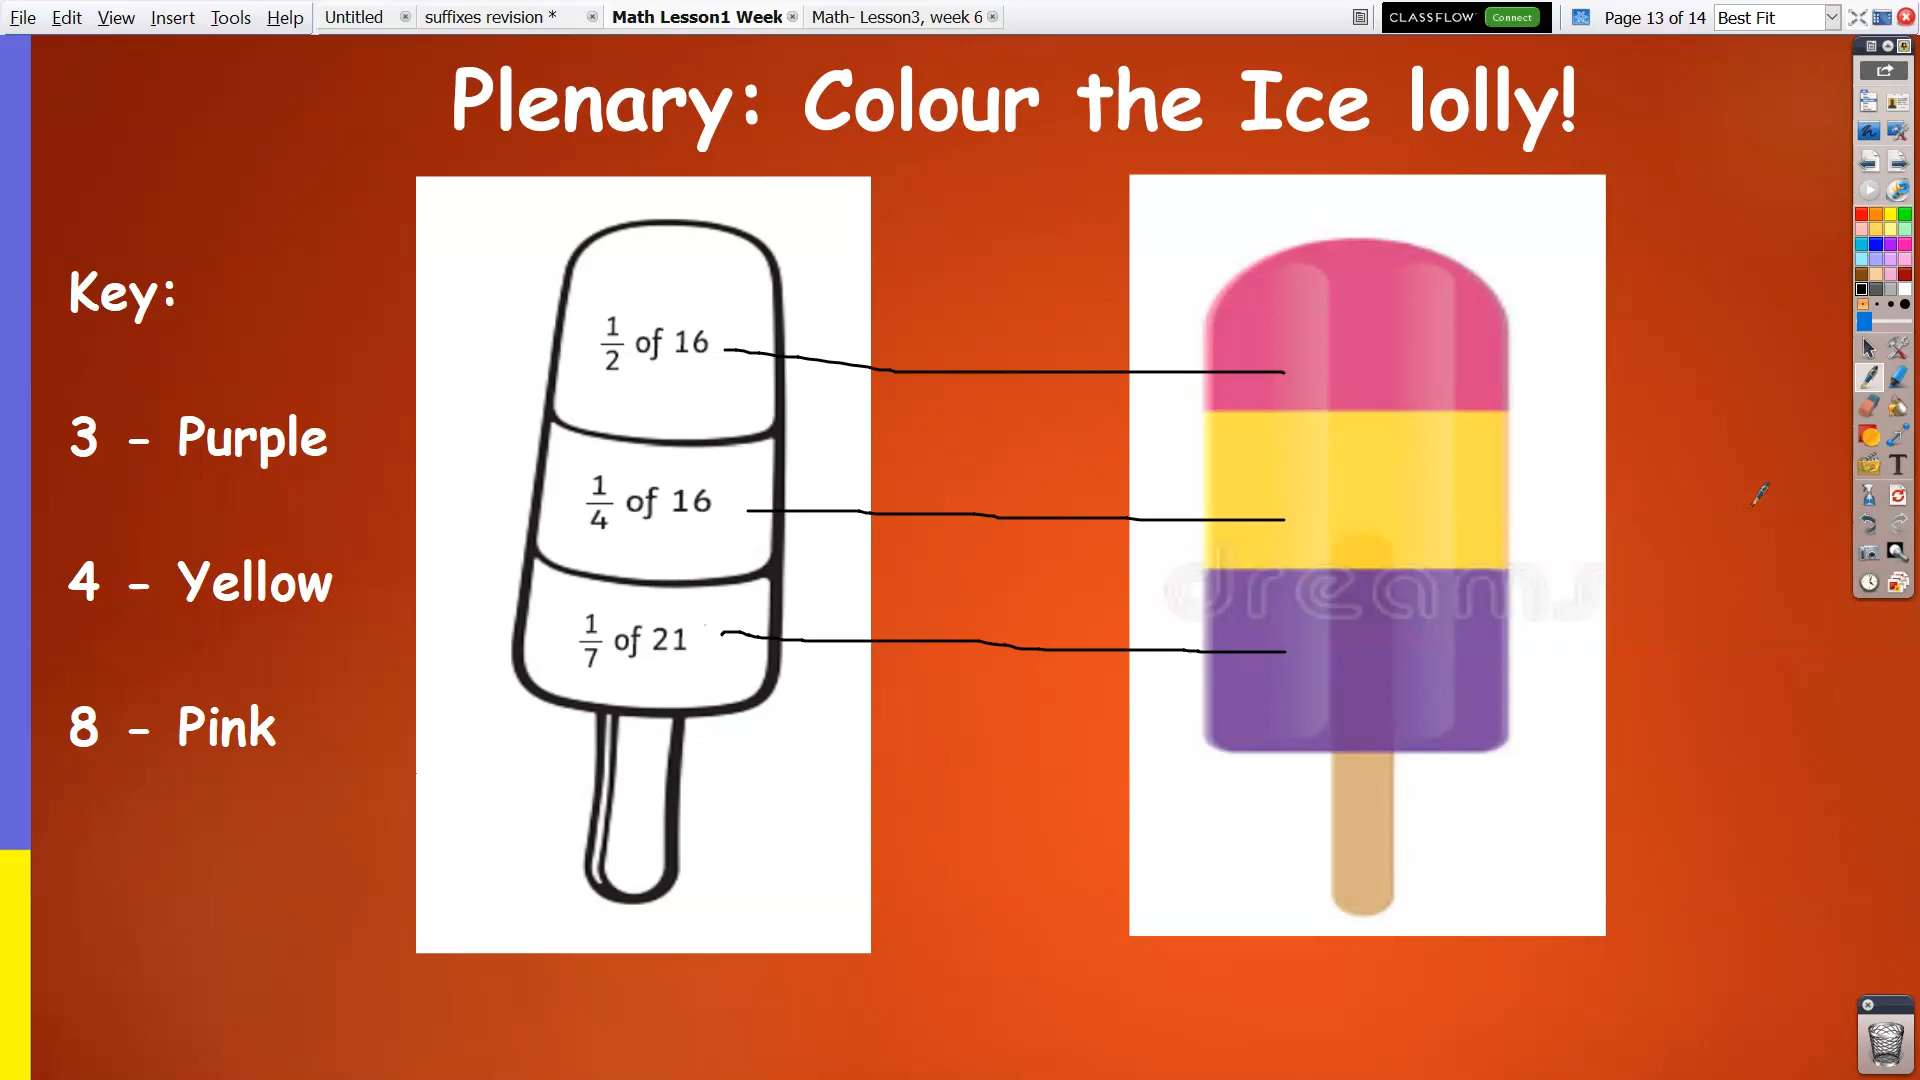 File Edit View Insert Tools Help Untitled suffixes revision * Math Lesson1 Week Math- Lesson3, week 6 CLASSFLOW Connect Page 13 of 14 Best Fit
Plenary: Colour the Ice lolly!
Key:
3 - Purple
4 - Yellow
8 - Pink
1/2 of 16
1/4 of 16
1/7 of 21
dreams
T